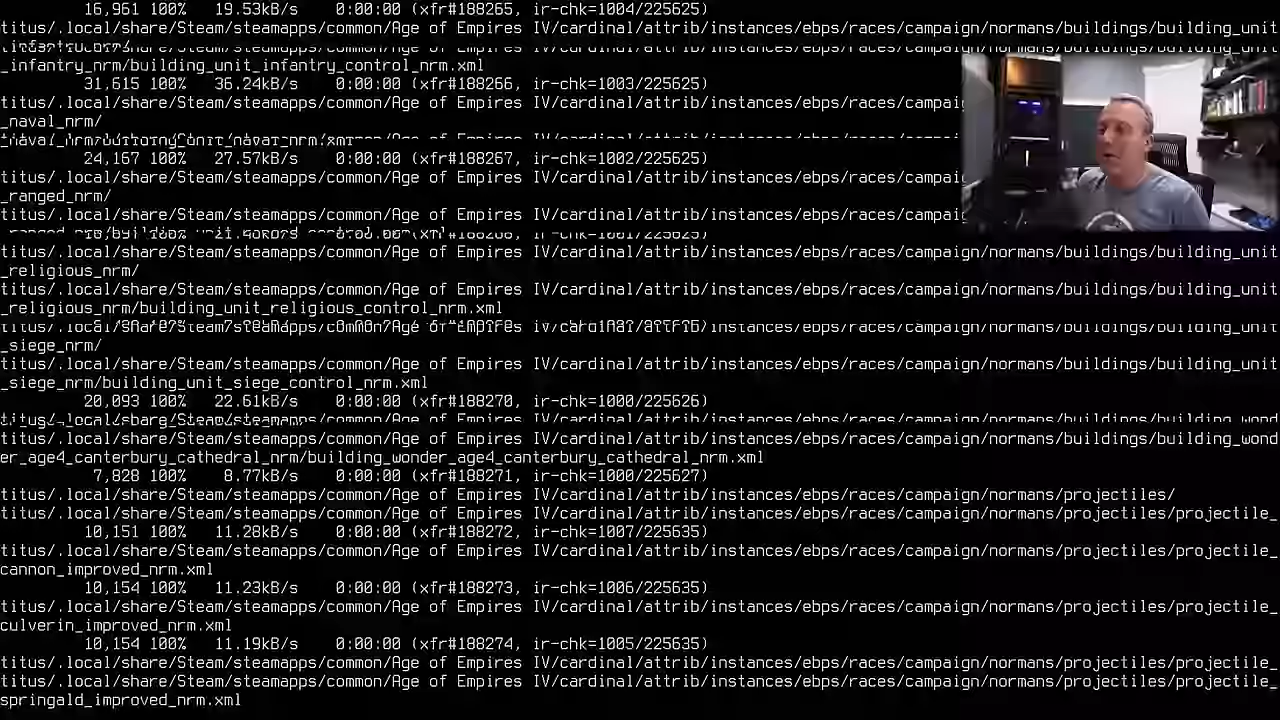 16,961 100%   19.53kB/s    0:00:00 (xfr#188265, ir-chk=1004/225625)
titus/.local/share/Steam/steamapps/common/Age of Empires IV/cardinal/attrib/instances/ebps/races/campaign/normans/buildings/building_unit
_infantry_nrm/building_unit_infantry_control_nrm.xml
31,615 100%   36.24kB/s    0:00:00 (xfr#188266, ir-chk=1003/225625)
titus/.local/share/Steam/steamapps/common/Age of Empires IV/cardinal/attrib/instances/ebps/races/campaig
_naval_nrm/
_naval_nrm/building_unit_naval_nrm.xml
24,167 100%   27.57kB/s    0:00:00 (xfr#188267, ir-chk=1002/225625)
titus/.local/share/Steam/steamapps/common/Age of Empires IV/cardinal/attrib/instances/ebps/races/campaig
_ranged_nrm/
titus/.local/share/Steam/steamapps/common/Age of Empires IV/cardinal/attrib/instances/ebps/races/campaig
titus/.local/share/Steam/steamapps/common/Age of Empires IV/cardinal/attrib/instances/ebps/races/campaign/normans/buildings/building_unit
_religious_nrm/
titus/.local/share/Steam/steamapps/common/Age of Empires IV/cardinal/attrib/instances/ebps/races/campaign/normans/buildings/building_unit
_religious_nrm/building_unit_religious_control_nrm.xml
_siege_nrm/
titus/.local/share/Steam/steamapps/common/Age of Empires IV/cardinal/attrib/instances/ebps/races/campaign/normans/buildings/building_unit
_siege_nrm/building_unit_siege_control_nrm.xml
20,093 100%   22.61kB/s    0:00:00 (xfr#188270, ir-chk=1000/225626)
titus/.local/share/Steam/steamapps/common/Age of Empires IV/cardinal/attrib/instances/ebps/races/campaign/normans/buildings/building_wond
er_age4_canterbury_cathedral_nrm/building_wonder_age4_canterbury_cathedral_nrm.xml
7,828 100%    8.77kB/s    0:00:00 (xfr#188271, ir-chk=1000/225627)
titus/.local/share/Steam/steamapps/common/Age of Empires IV/cardinal/attrib/instances/ebps/races/campaign/normans/projectiles/
titus/.local/share/Steam/steamapps/common/Age of Empires IV/cardinal/attrib/instances/ebps/races/campaign/normans/projectiles/projectile_
10,151 100%   11.28kB/s    0:00:00 (xfr#188272, ir-chk=1007/225635)
titus/.local/share/Steam/steamapps/common/Age of Empires IV/cardinal/attrib/instances/ebps/races/campaign/normans/projectiles/projectile_
cannon_improved_nrm.xml
10,154 100%   11.23kB/s    0:00:00 (xfr#188273, ir-chk=1006/225635)
titus/.local/share/Steam/steamapps/common/Age of Empires IV/cardinal/attrib/instances/ebps/races/campaign/normans/projectiles/projectile_
culverin_improved_nrm.xml
10,154 100%   11.19kB/s    0:00:00 (xfr#188274, ir-chk=1005/225635)
titus/.local/share/Steam/steamapps/common/Age of Empires IV/cardinal/attrib/instances/ebps/races/campaign/normans/projectiles/projectile_
titus/.local/share/Steam/steamapps/common/Age of Empires IV/cardinal/attrib/instances/ebps/races/campaign/normans/projectiles/projectile_
springald_improved_nrm.xml